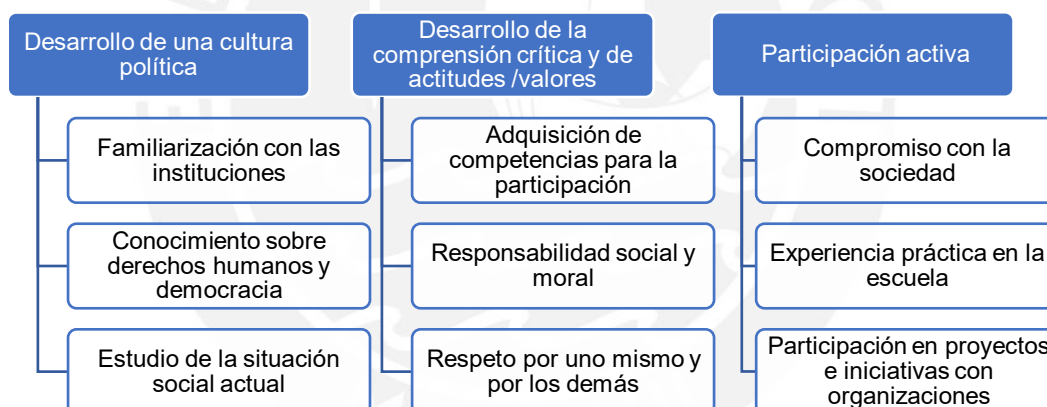 Desarrollo de una cultura
política
Familiarización con las
instituciones
Conocimiento sobre
derechos humanos y
democracia
Estudio de la situación
social actual
Desarrollo de la
comprensión crítica y de
actitudes /valores
Adquisición de
competencias para la
participación
Responsabilidad social y
moral
Respeto por uno mismo y
por los demás
Participación activa
Compromiso con la
sociedad
Experiencia práctica en la
escuela
Participación en proyectos
e iniciativas con
organizaciones